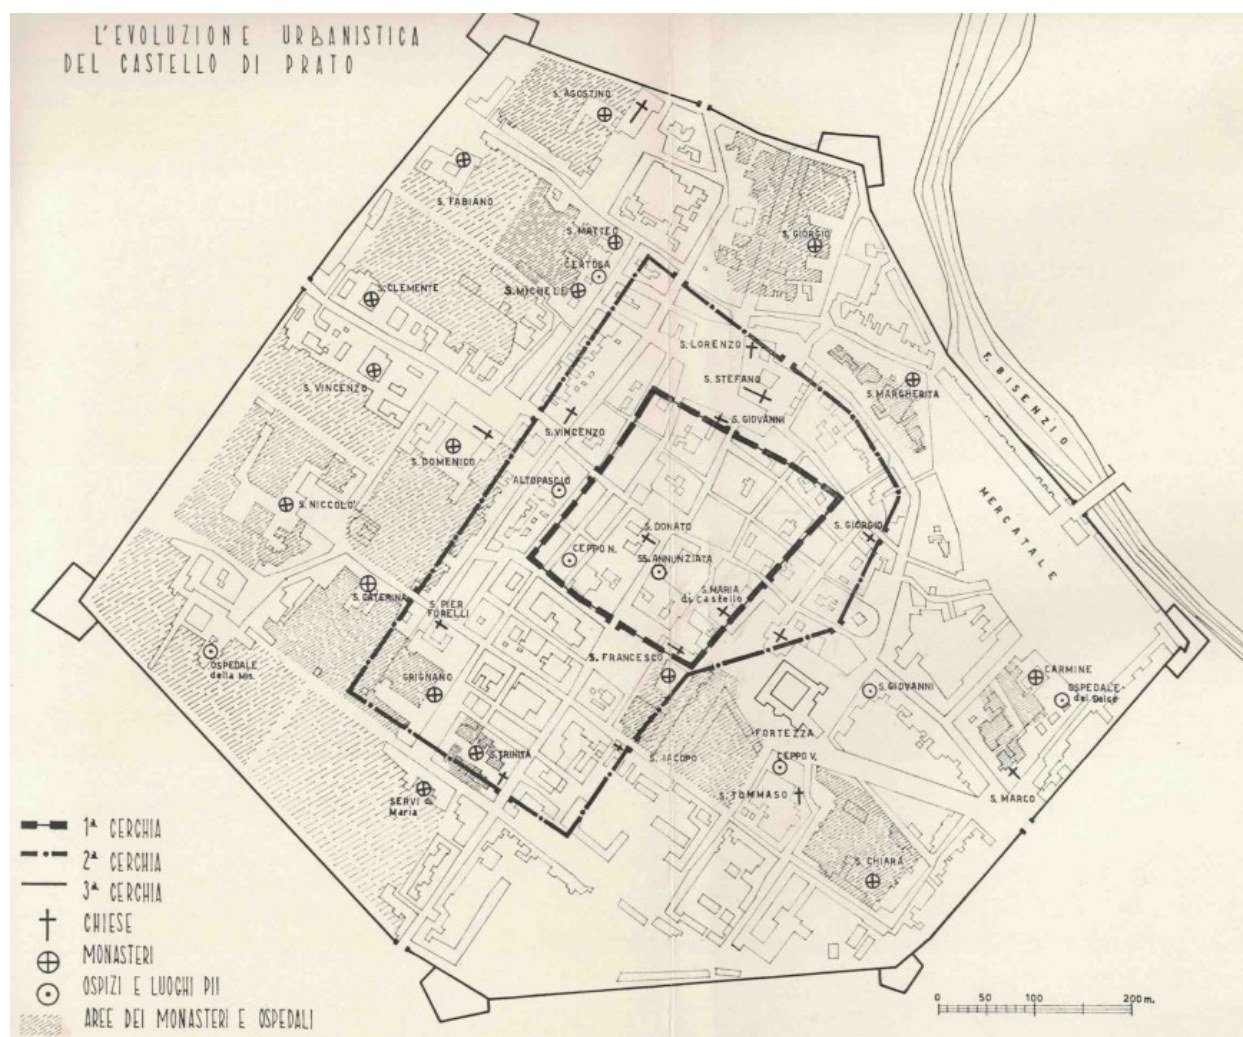 L'EVOLUZIONE URBANISTICA
DEL CASTELLO DI PRATO
S. AGOSTINO
S. FABIANO
S. MATTEO
CERTOSA
S. MICHELE
S. GIORGIO
S. CLEMENTE
S. LORENZO
S. STEFANO
S. MARGHERITA
F. BISENZIO
S. VINCENZO
S. GIOVANNI
S. VINCENZO
S. DOMENICO
ALTOPASCIO
MERCATALE
S. NICCOLO'
S. DONATO
S. GIORGIO
CEPPO N.
SS. ANNUNZIATA
S. CATERINA
S. MARIA
di Castello
S. PIER
FORELLI
S. FRANCESCO
OSPEDALE
della Mis.
GRIGNANO
CARMINE
S. GIOVANNI
OSPEDALE
del Dolce
FORTEZZA
S. TRINITA
S. IACOPO
CEPPO V.
SERVI di
Maria
S. TOMMASO
S. MARCO
S. CHIARA
1ª CERCHIA
2ª CERCHIA
3ª CERCHIA
CHIESE
MONASTERI
OSPIZI E LUOGHI PII
AREE DEI MONASTERI E OSPEDALI
0 50 100 200 m.